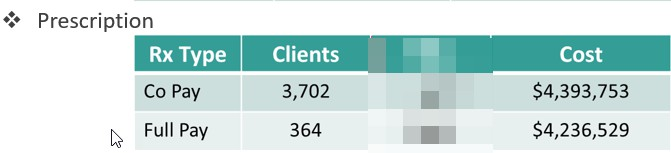 ❖ Prescription
Rx Type Clients Cost
Co Pay 3,702 $4,393,753
Full Pay 364 $4,236,529